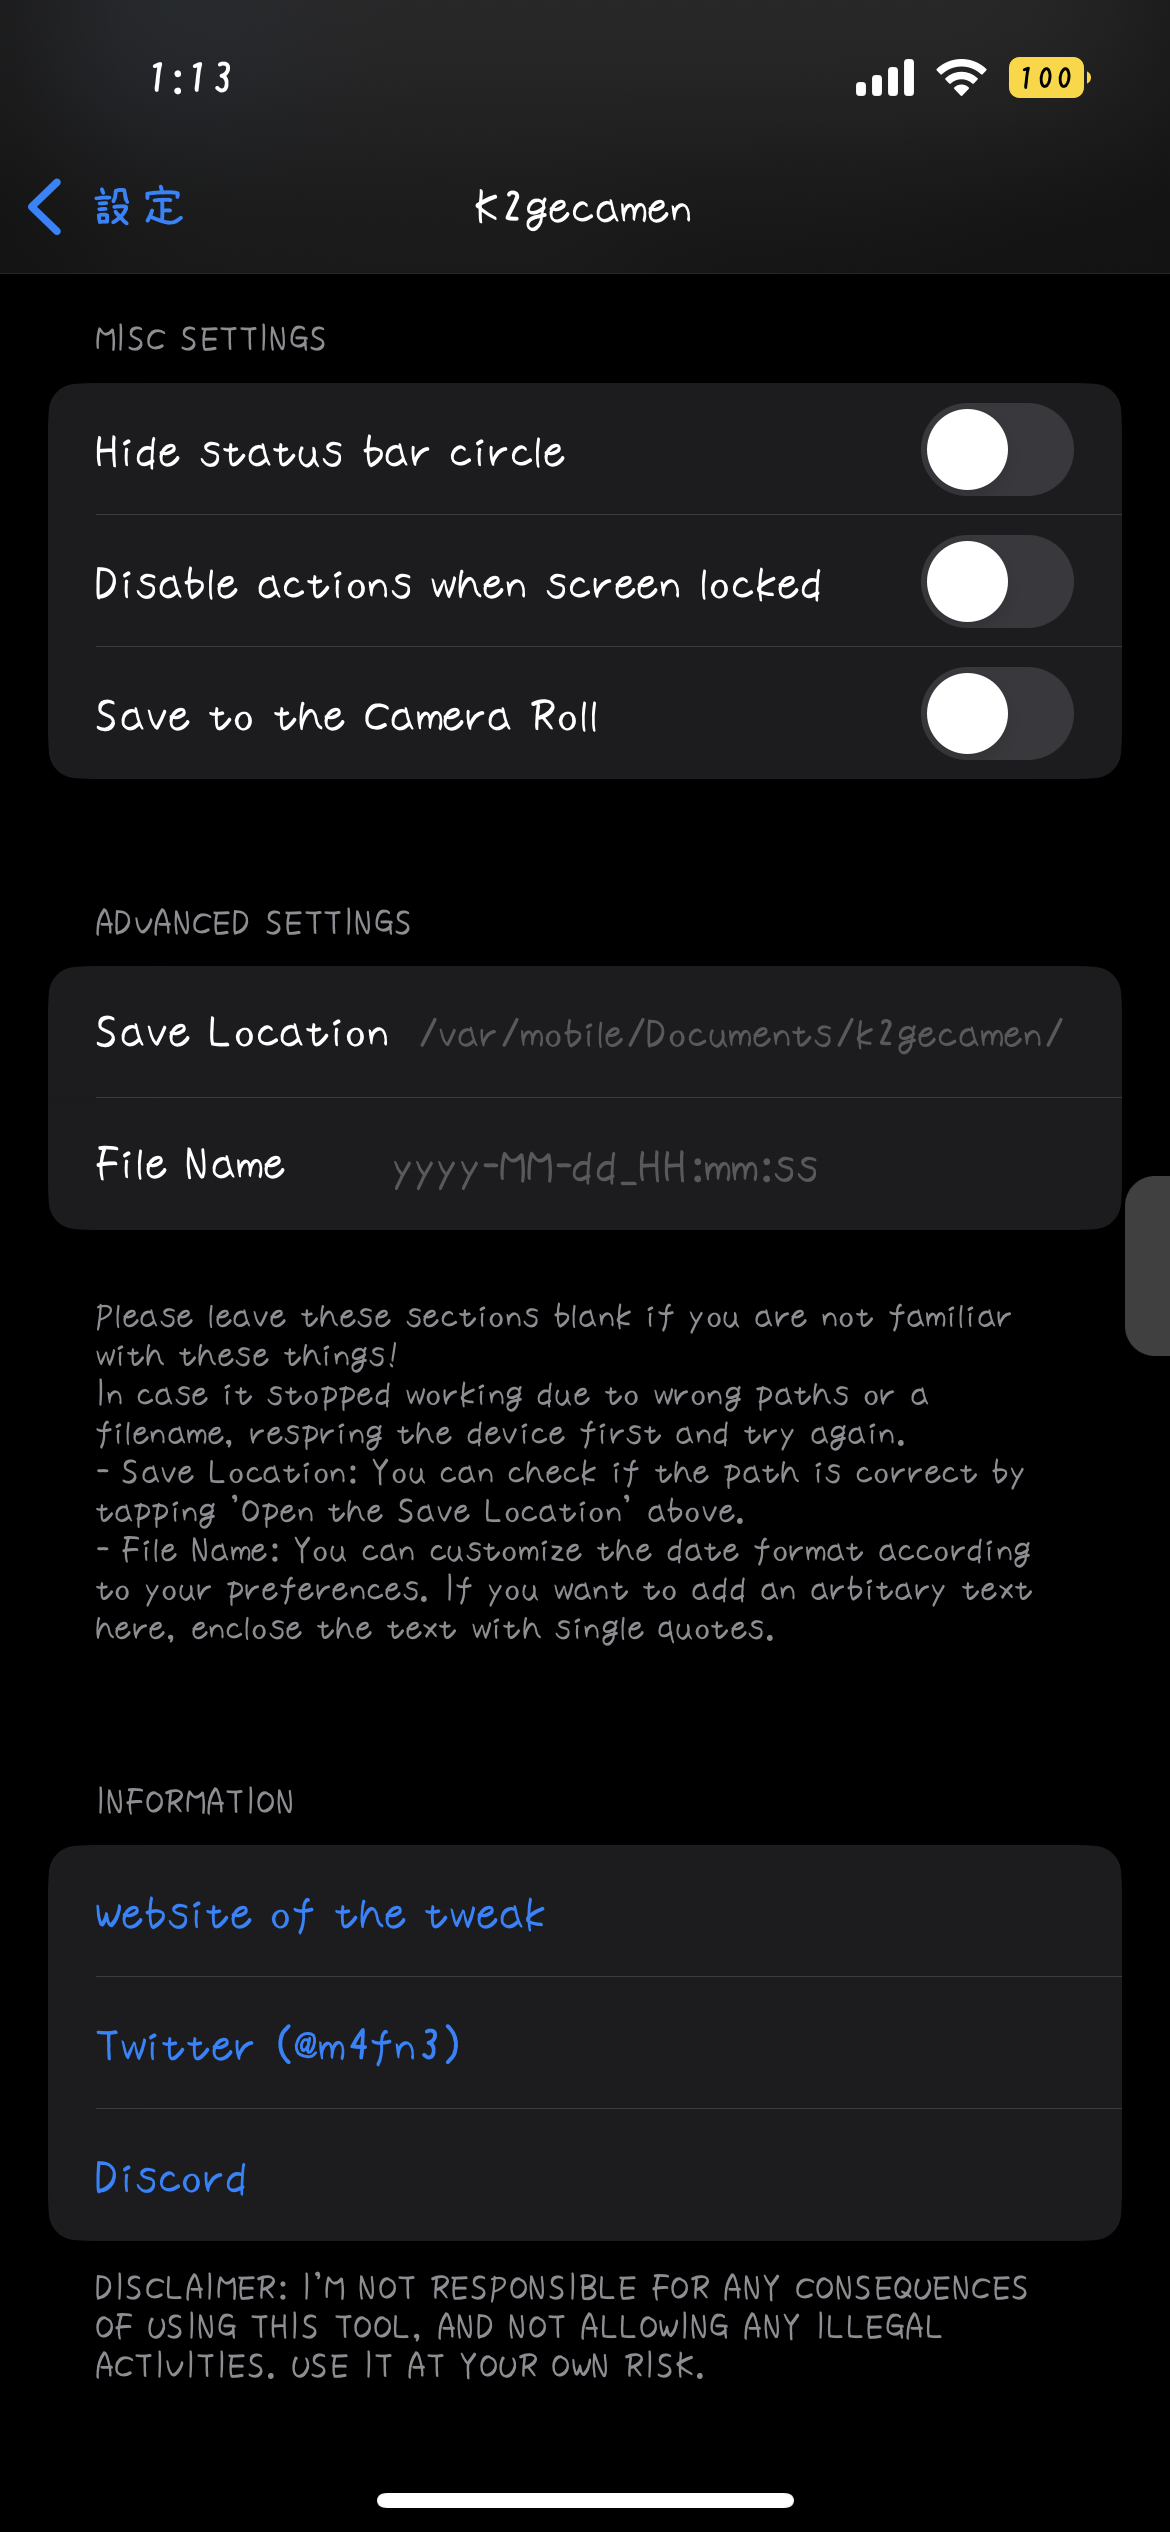 1:13
100
設定
K2gecamen
MISC SETTINGS
Hide status bar circle
Disable actions when screen locked
Save to the Camera Roll
ADVANCED SETTINGS
Save Location /var/mobile/Documents/k2gecamen/
File Name yyyy-MM-dd_HH:mm:ss
Please leave these sections blank if you are not familiar
with these things!
In case it stopped working due to wrong paths or a
filename, respring the device first and try again.
- Save Location: You can check if the path is correct by
tapping 'Open the Save Location' above.
- File Name: You can customize the date format according
to your preferences. If you want to add an arbitary text
here, enclose the text with single quotes.
INFORMATION
Website of the tweak
Twitter (@m4fn3)
Discord
DISCLAIMER: I'M NOT RESPONSIBLE FOR ANY CONSEQUENCES
OF USING THIS TOOL, AND NOT ALLOWING ANY ILLEGAL
ACTIVITIES. USE IT AT YOUR OWN RISK.